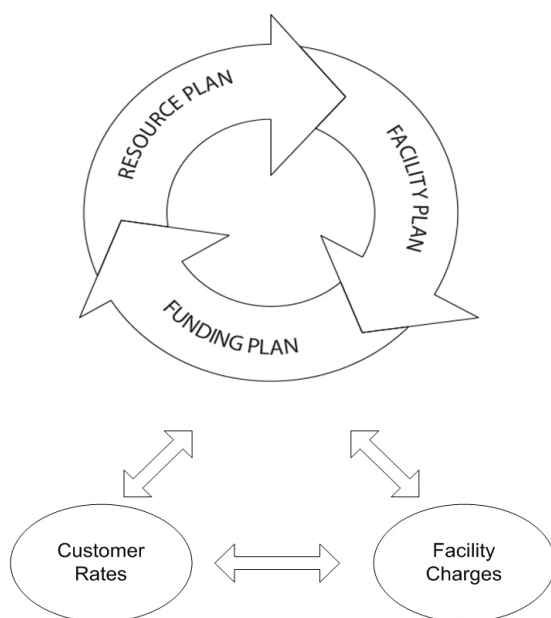 RESOURCE PLAN
FACILITY PLAN
FUNDING PLAN
Customer
Rates
Facility
Charges